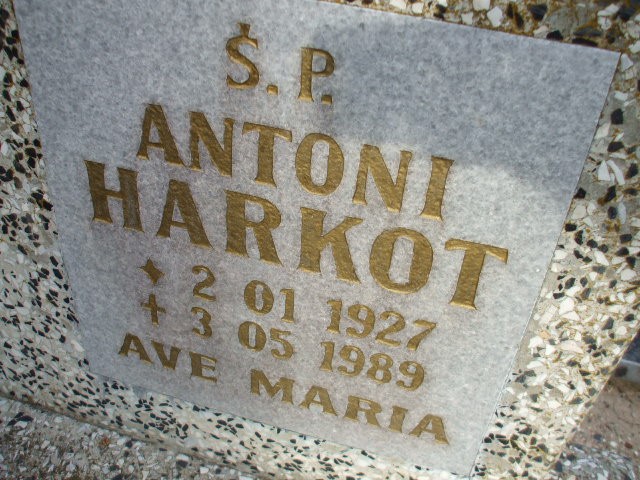 Ś.P.
ANTONI
HARKOT
✦ 2 01 1927
+ 3 05 1989
AVE MARIA